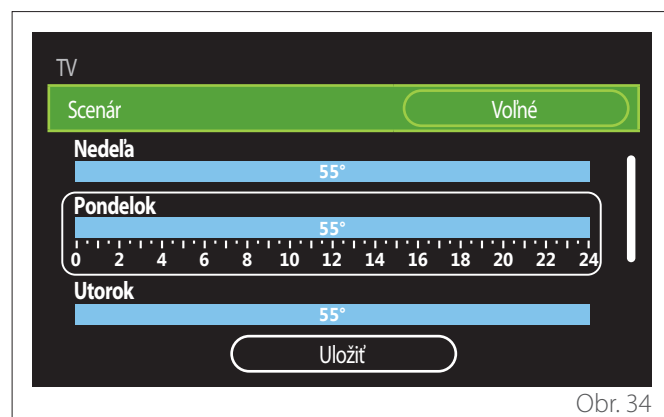 TV
Scenár Voľné
Nedeľa
55°
Pondelok
55°
0 2 4 6 8 10 12 14 16 18 20 22 24
Utorok
55°
Uložiť
Obr. 34